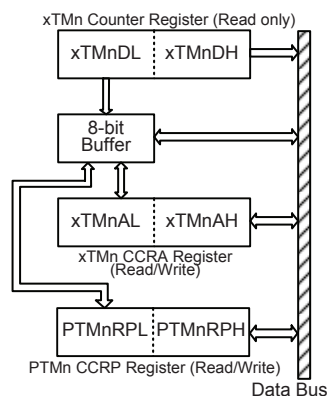 xTMn Counter Register (Read only)
xTMnDL xTMnDH
8-bit
Buffer
xTMnAL xTMnAH
xTMn CCRA Register
(Read/Write)
PTMnRPL PTMnRPH
PTMn CCRP Register (Read/Write)
Data Bus